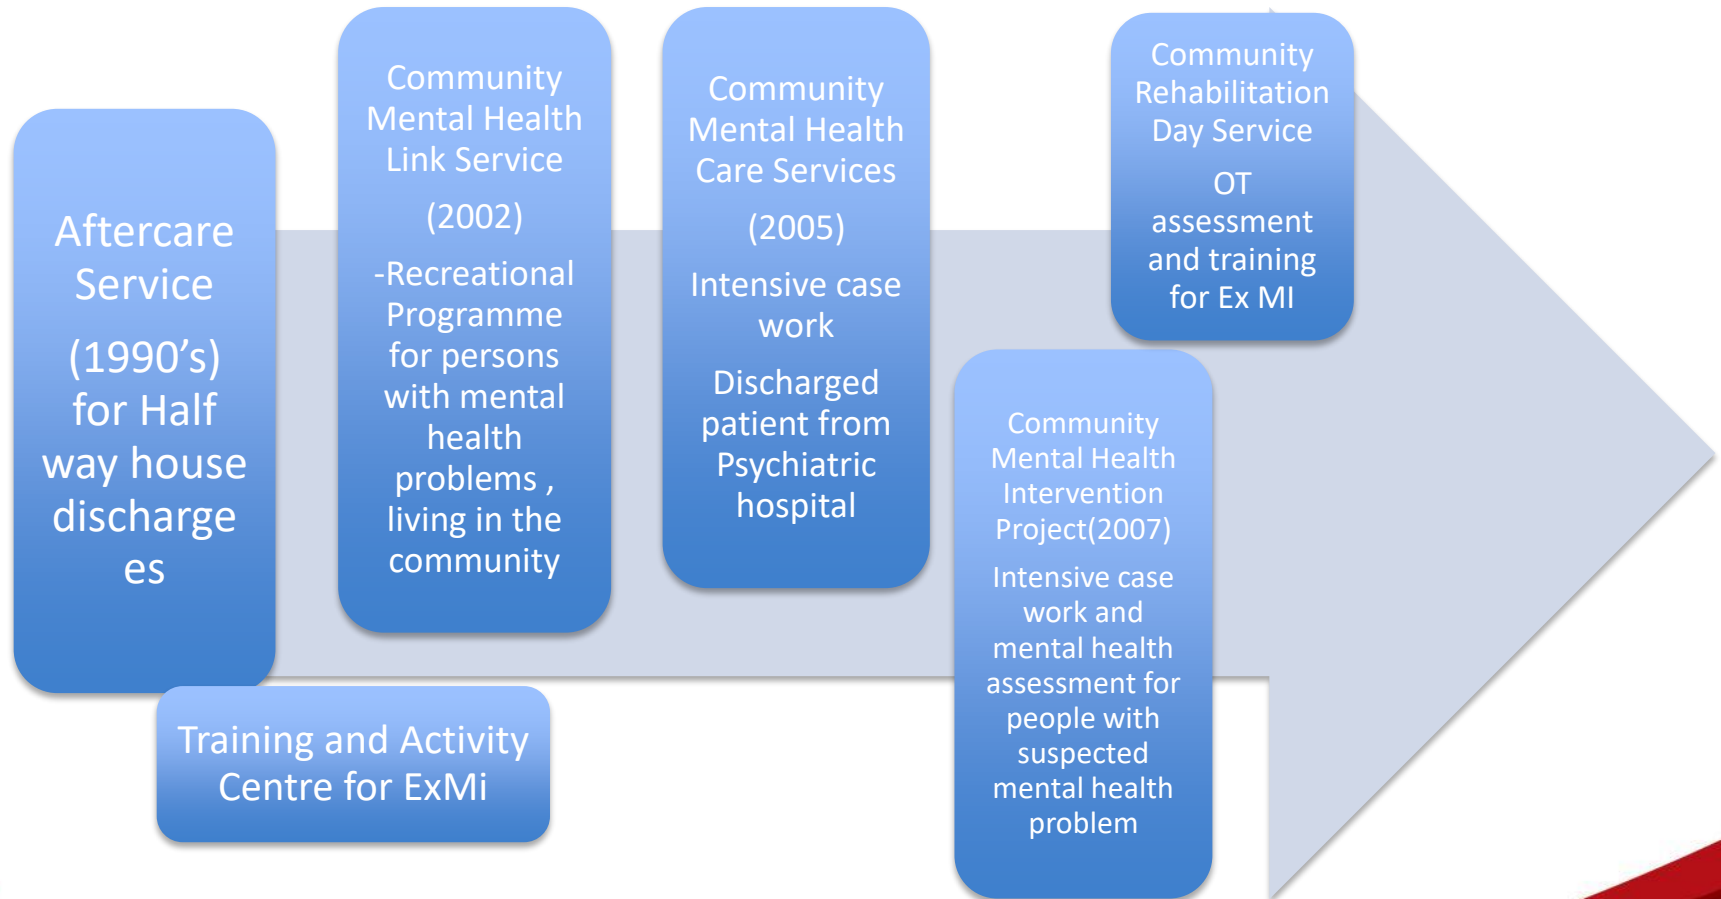 Aftercare
Service
(1990’s)
for Half
way house
discharge
es
Training and Activity
Centre for ExMi
Community
Mental Health
Link Service
(2002)
-Recreational
Programme
for persons
with mental
health
problems ,
living in the
community
Community
Mental Health
Care Services
(2005)
Intensive case
work
Discharged
patient from
Psychiatric
hospital
Community
Mental Health
Intervention
Project(2007)
Intensive case
work and
mental health
assessment for
people with
suspected
mental health
problem
Community
Rehabilitation
Day Service
OT
assessment
and training
for Ex MI